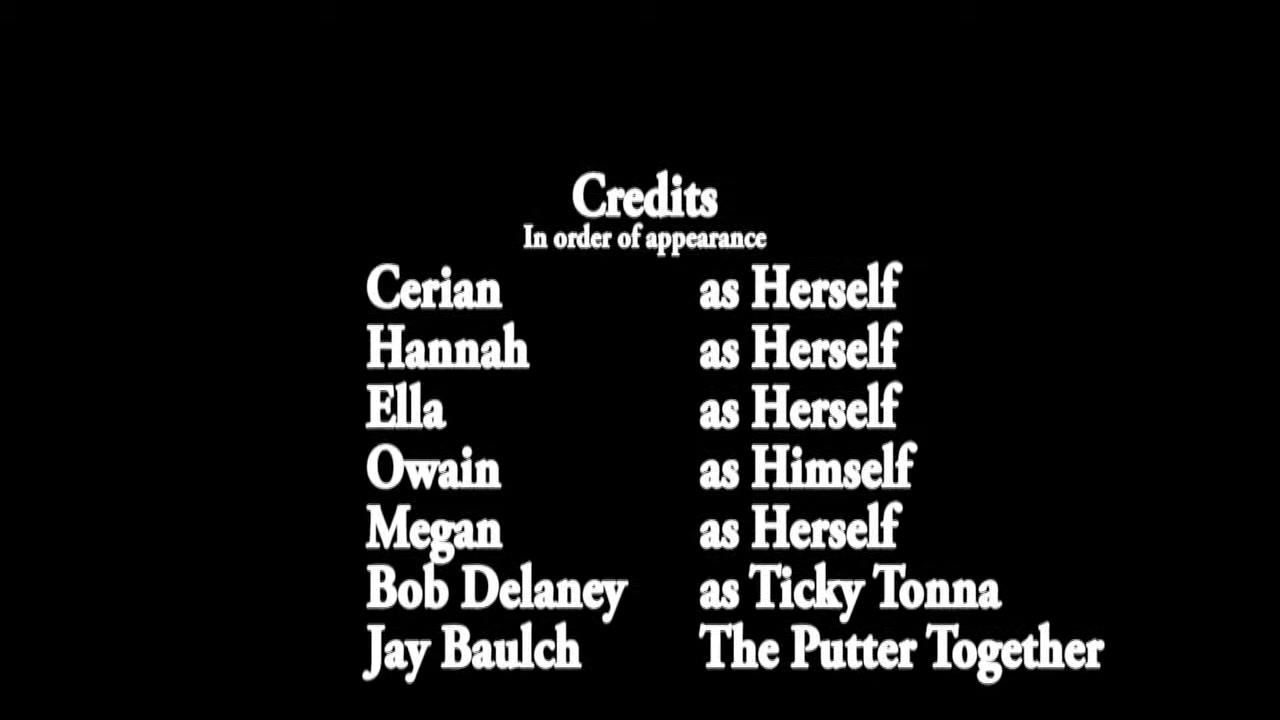 Credits
In order of appearance
Cerian as Herself
Hannah as Herself
Ella as Herself
Owain as Himself
Megan as Herself
Bob Delaney as Ticky Tonna
Jay Baulch The Putter Together